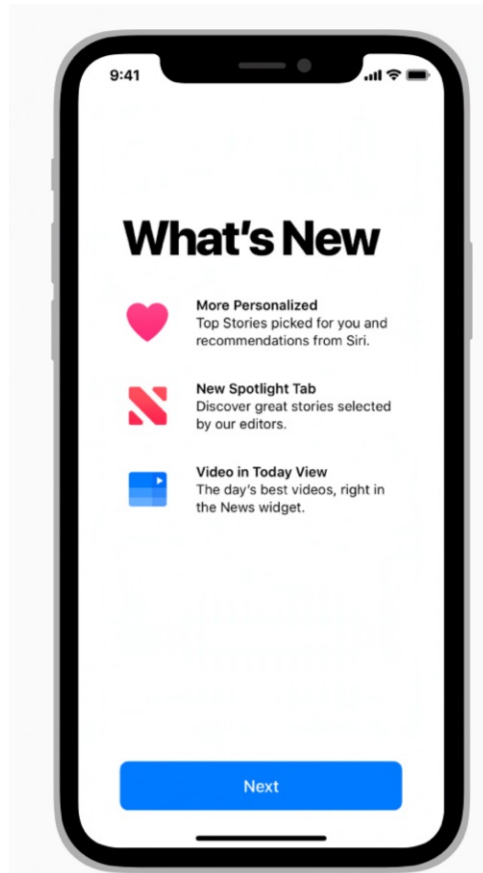 9:41
What's New
More Personalized
Top Stories picked for you and
recommendations from Siri.
New Spotlight Tab
Discover great stories selected
by our editors.
Video in Today View
The day's best videos, right in
the News widget.
Next